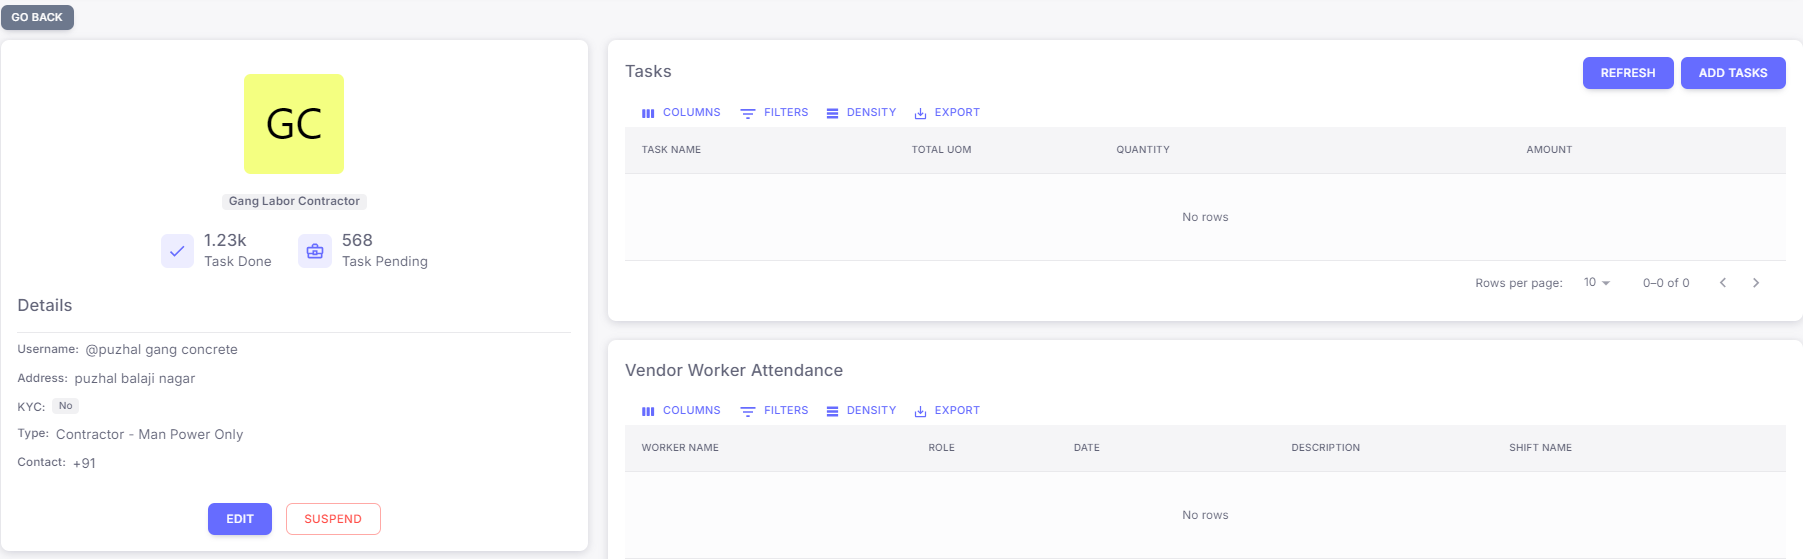 GO BACK
GC
Gang Labor Contractor
1.23k
Task Done
568
Task Pending
Details
Username: @puzhal gang concrete
Address: puzhal balaji nagar
KYC: No
Type: Contractor - Man Power Only
Contact: +91
EDIT SUSPEND
Tasks
REFRESH ADD TASKS
COLUMNS FILTERS DENSITY EXPORT
TASK NAME TOTAL UOM QUANTITY AMOUNT
No rows
Rows per page: 10 0–0 of 0
Vendor Worker Attendance
COLUMNS FILTERS DENSITY EXPORT
WORKER NAME ROLE DATE DESCRIPTION SHIFT NAME
No rows